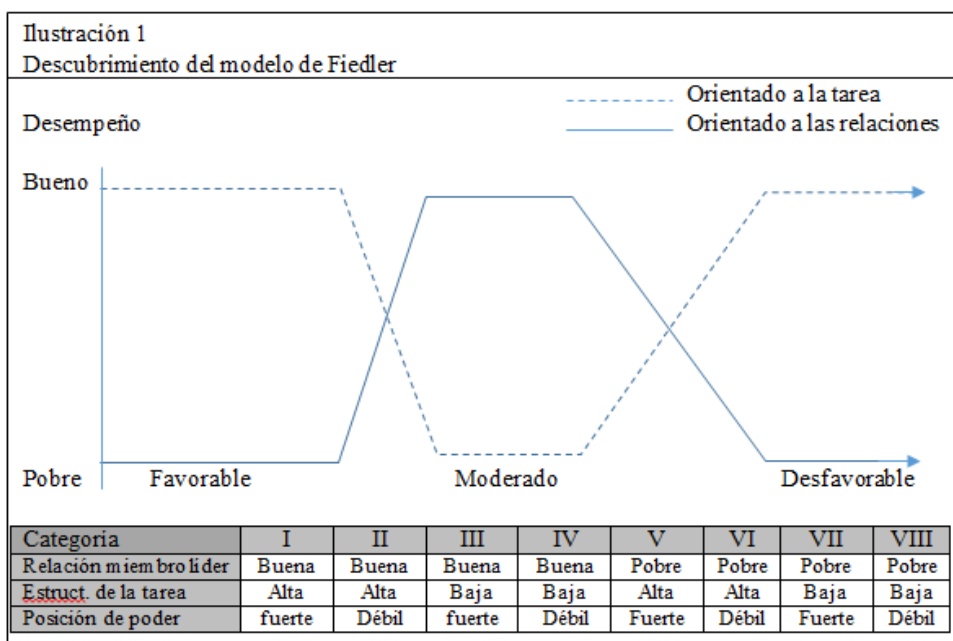 Ilustración 1
Descubrimiento del modelo de Fiedler
Orientado a la tarea
Desempeño
Orientado a las relaciones
Bueno
Pobre Favorable Moderado Desfavorable
Categoría I II III IV V VI VII VIII
Relación miembro líder Buena Buena Buena Buena Pobre Pobre Pobre Pobre
Estruct. de la tarea Alta Alta Baja Baja Alta Alta Baja Baja
Posición de poder fuerte Débil fuerte Débil Fuerte Débil Fuerte Débil